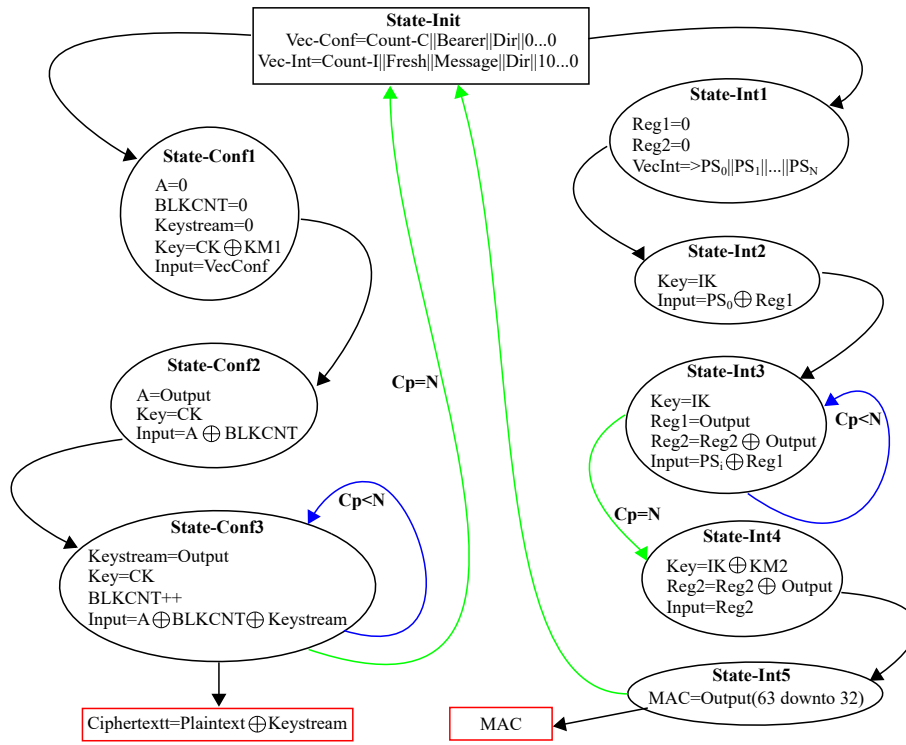 State-Init
Vec-Conf=Count-C||Bearer||Dir||0...0
Vec-Int=Count-I||Fresh||Message||Dir||10...0
State-Conf1
A=0
BLKCNT=0
Keystream=0
Key=CK⊕KM1
Input=VecConf
State-Conf2
A=Output
Key=CK
Input=A ⊕ BLKCNT
State-Conf3
Keystream=Output
Key=CK
BLKCNT++
Input=A⊕BLKCNT⊕Keystream
Cp<N
Cp=N
Ciphertextt=Plaintext⊕Keystream
State-Int1
Reg1=0
Reg2=0
VecInt=>PS₀||PS₁||...||PS_N
State-Int2
Key=IK
Input=PS₀⊕ Reg1
State-Int3
Key=IK
Reg1=Output
Reg2=Reg2 ⊕ Output
Input=PSᵢ⊕Reg1
Cp<N
Cp=N
State-Int4
Key=IK⊕KM2
Reg2=Reg2 ⊕ Output
Input=Reg2
State-Int5
MAC=Output(63 downto 32)
MAC